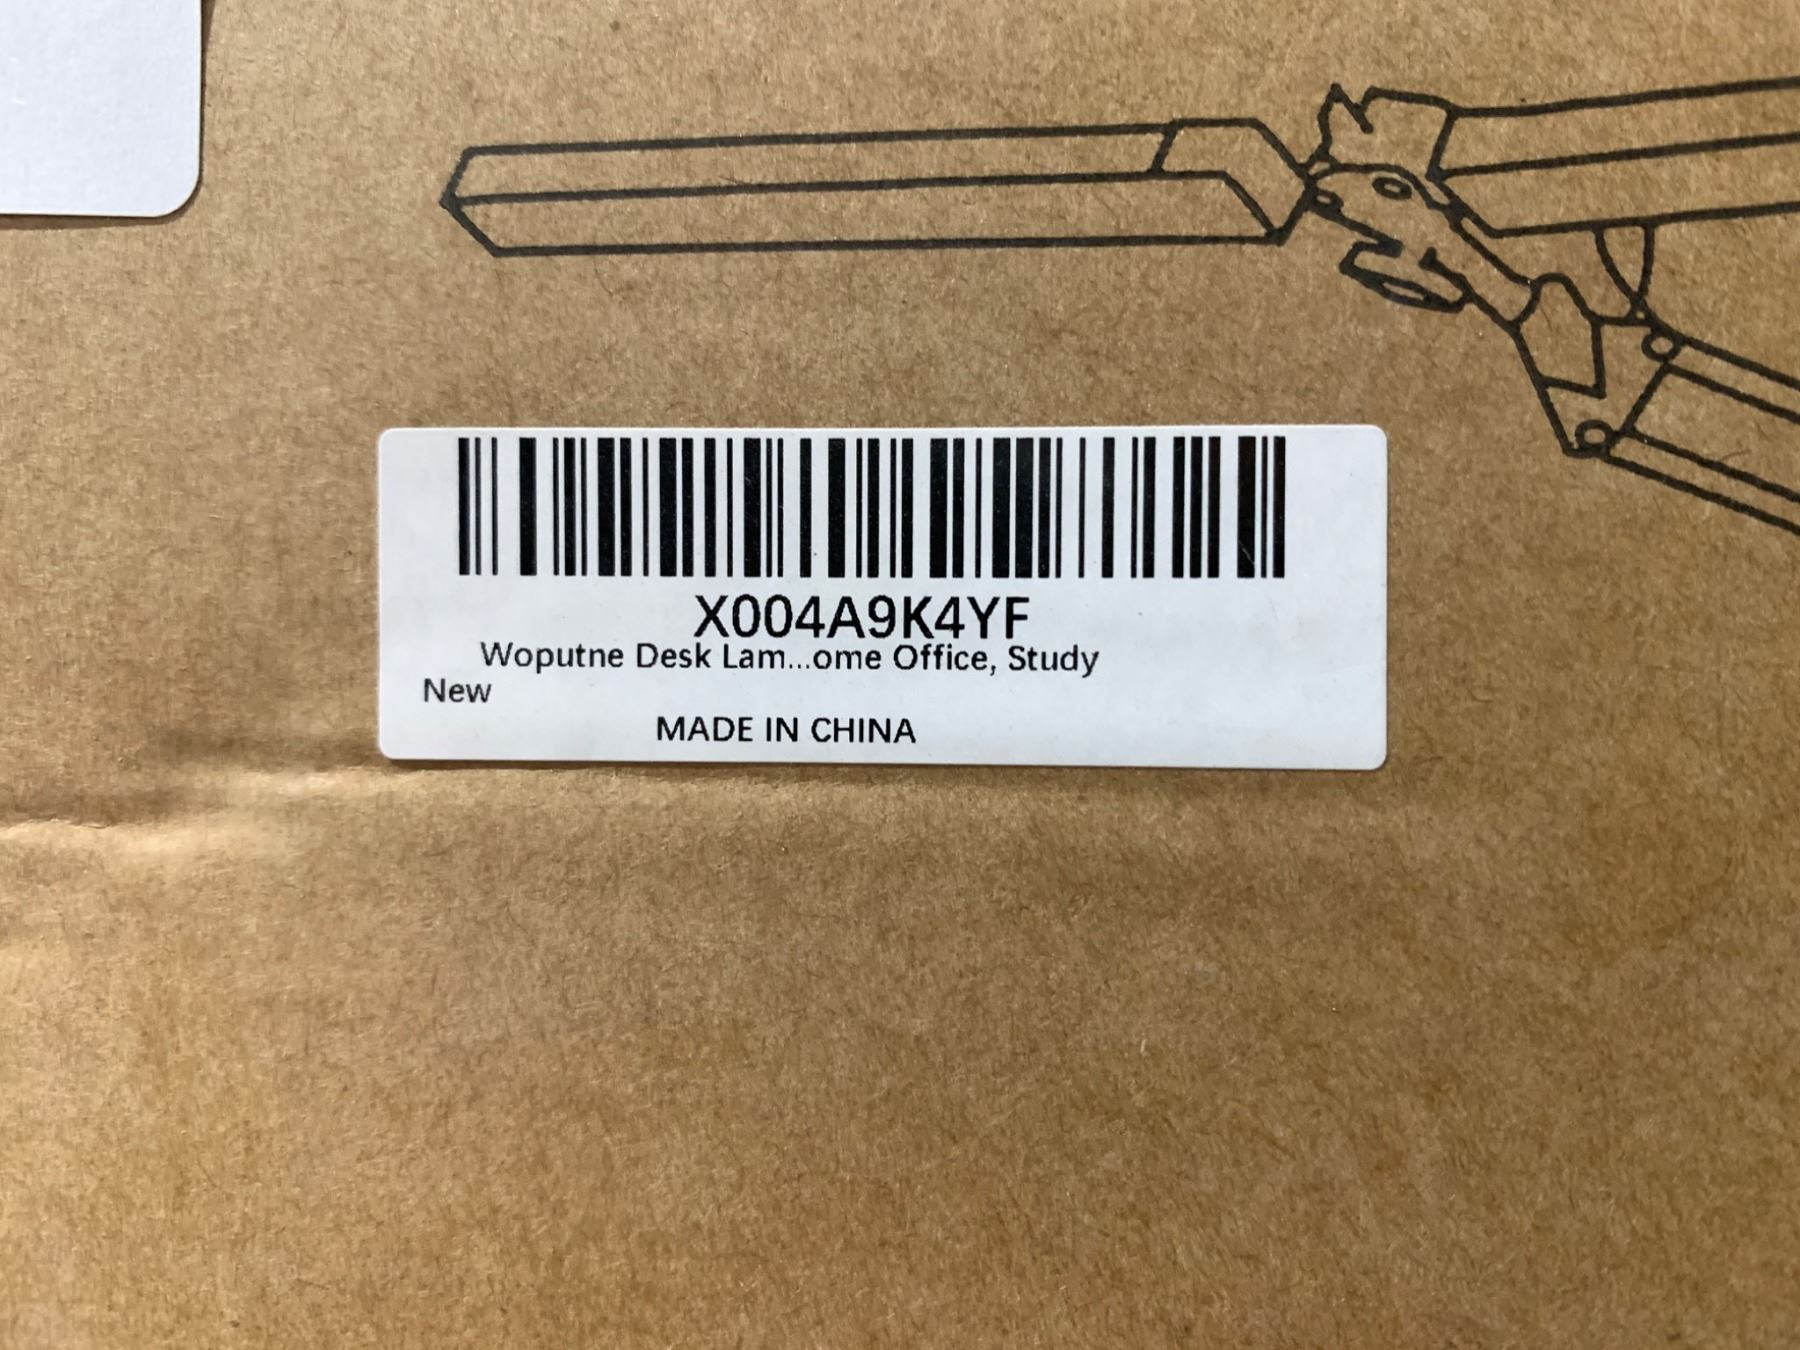 X004A9K4YF
Woputne Desk Lam...ome Office, Study
New
MADE IN CHINA